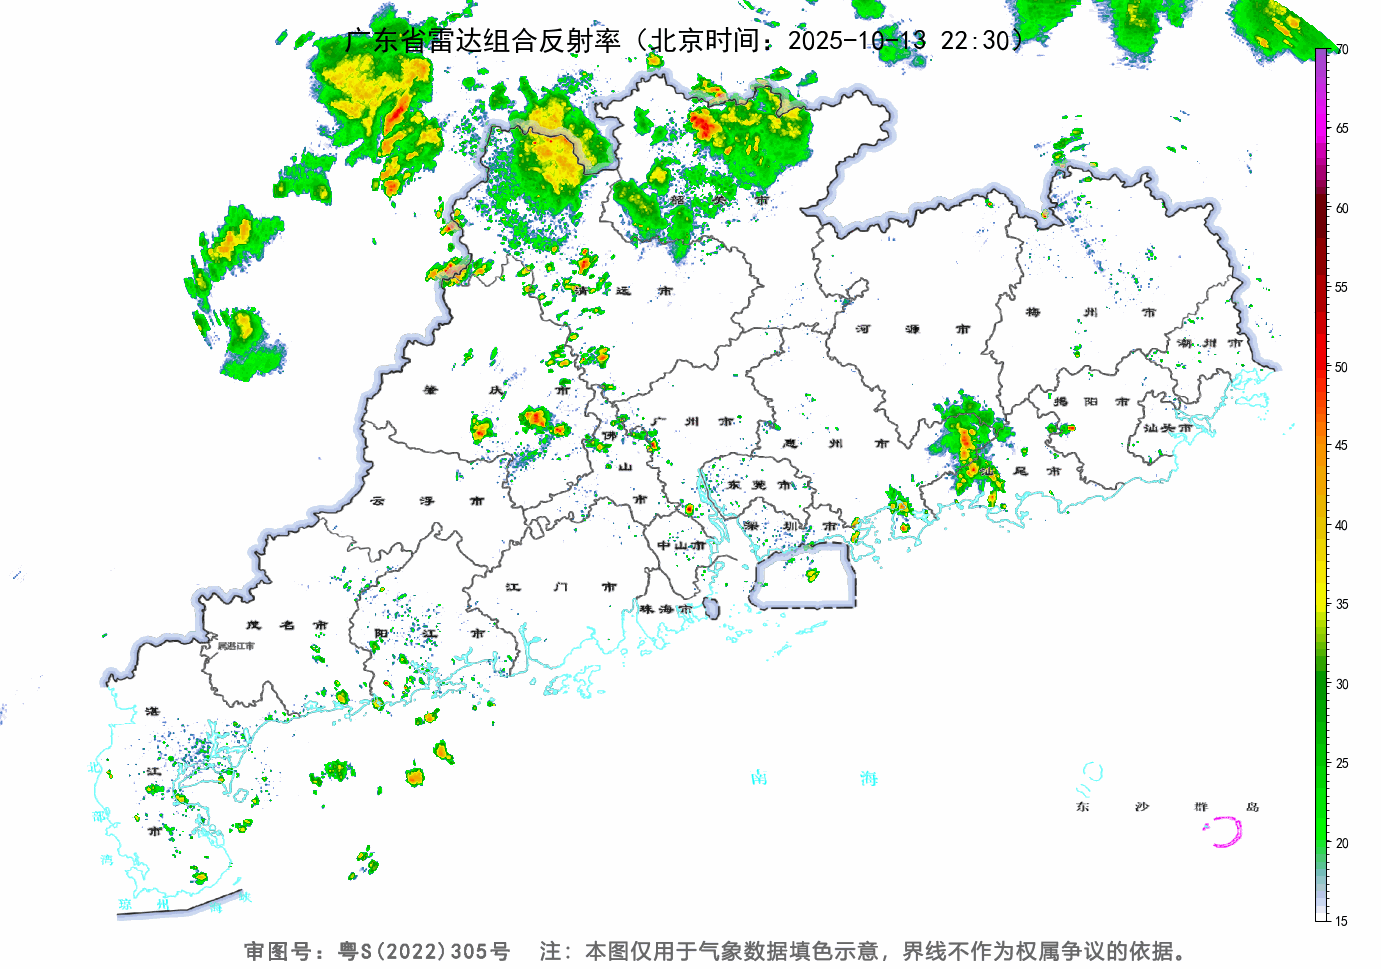 广东省雷达组合反射率（北京时间：2025-10-13 22:30）
70
65
60
55
50
45
40
35
30
25
20
15
韶关市
清远市
河源市
梅州市
潮州市
肇庆市
广州市
惠州市
揭阳市
汕头市
佛山市
东莞市
汕尾市
云浮市
深圳市
中山市
江门市
珠海市
茂名市
阳江市
属湛江市
湛江市
北部湾
南海
东沙群岛
琼州海峡
审图号：粤S(2022)305号 注：本图仅用于气象数据填色示意，界线不作为权属争议的依据。